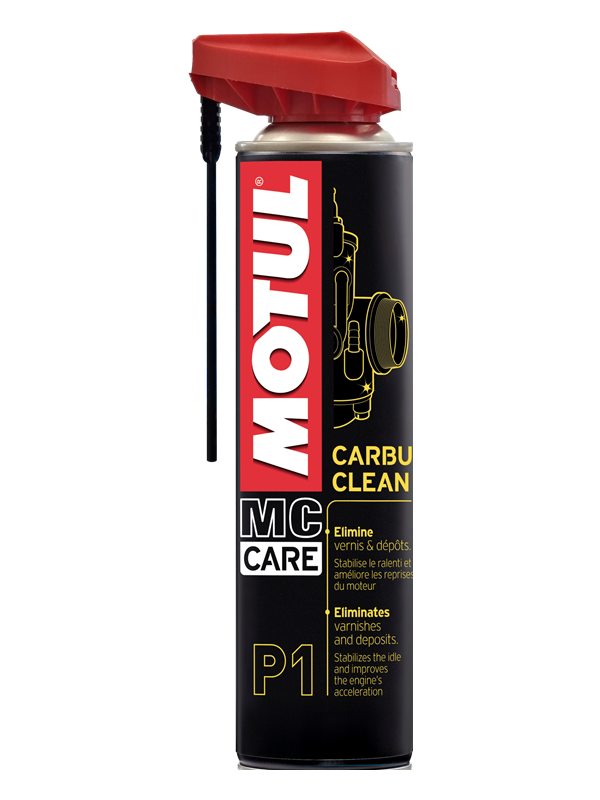 MOTUL®
CARBU
CLEAN
MC
CARE
Elimine
vernis & dépôts.
Stabilise le ralenti et
améliore les reprises
du moteur
Eliminates
varnishes
and deposits.
Stabilizes the idle
and improves
the engine's
acceleration
P1